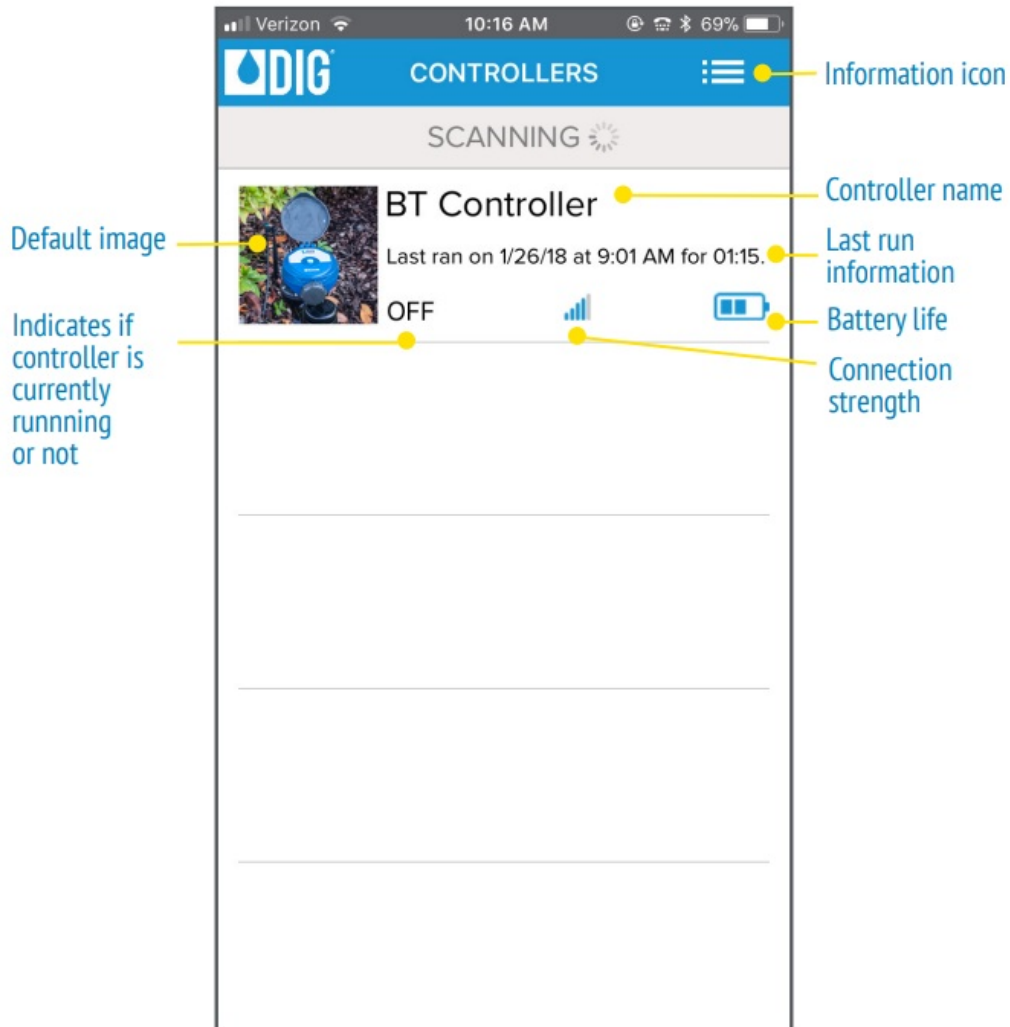 Verizon 10:16 AM 69%
DIG CONTROLLERS
Information icon
SCANNING
BT Controller
Controller name
Last ran on 1/26/18 at 9:01 AM for 01:15.
Last run
information
Default image
OFF
Battery life
Indicates if
controller is
currently
runnning
or not
Connection
strength